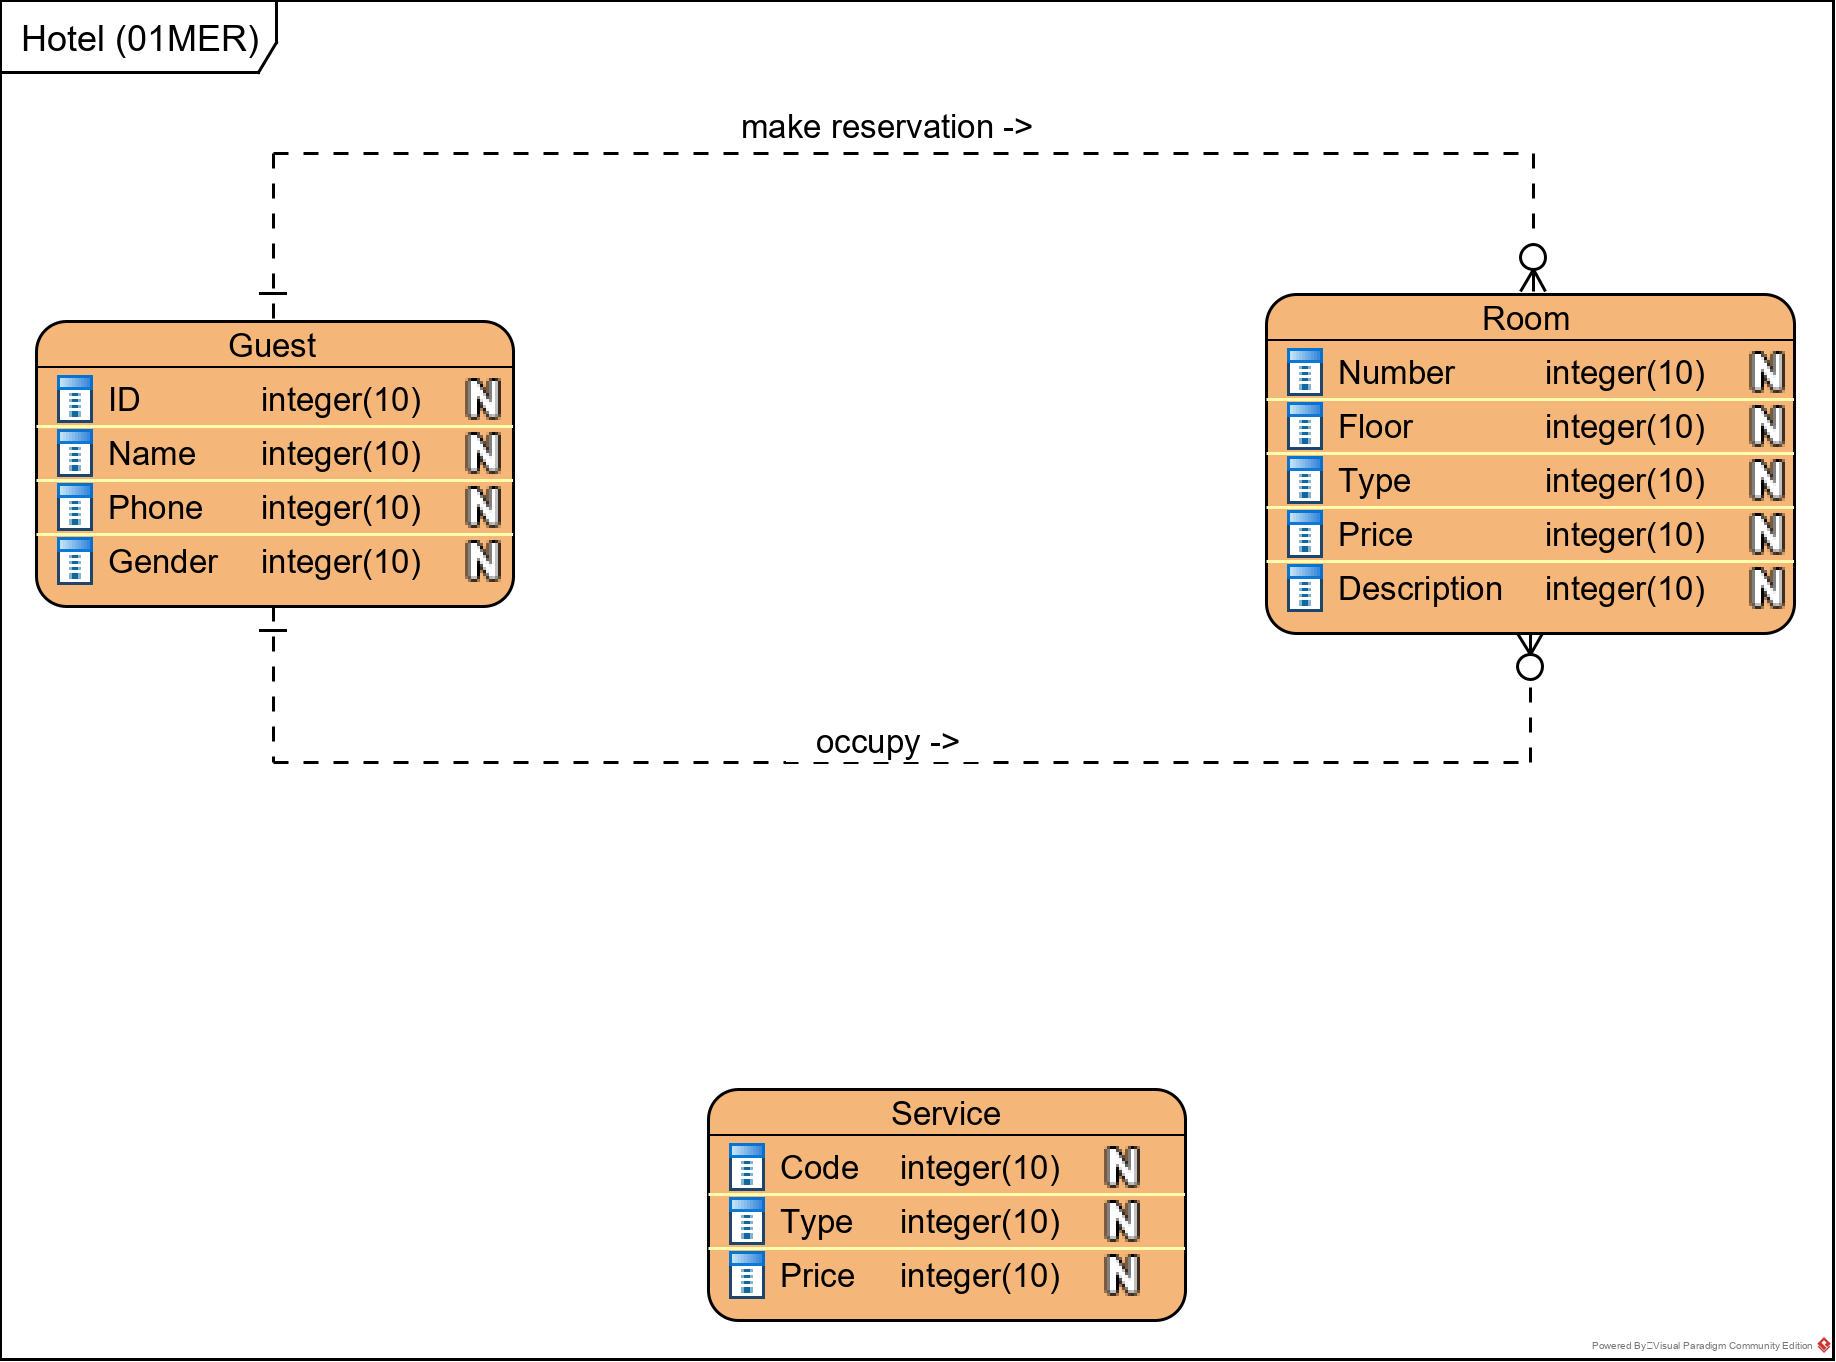 Hotel (01MER)
make reservation ->
Guest
ID integer(10) N
Name integer(10) N
Phone integer(10) N
Gender integer(10) N
Room
Number integer(10) N
Floor integer(10) N
Type integer(10) N
Price integer(10) N
Description integer(10) N
occupy ->
Service
Code integer(10) N
Type integer(10) N
Price integer(10) N
Powered By Visual Paradigm Community Edition